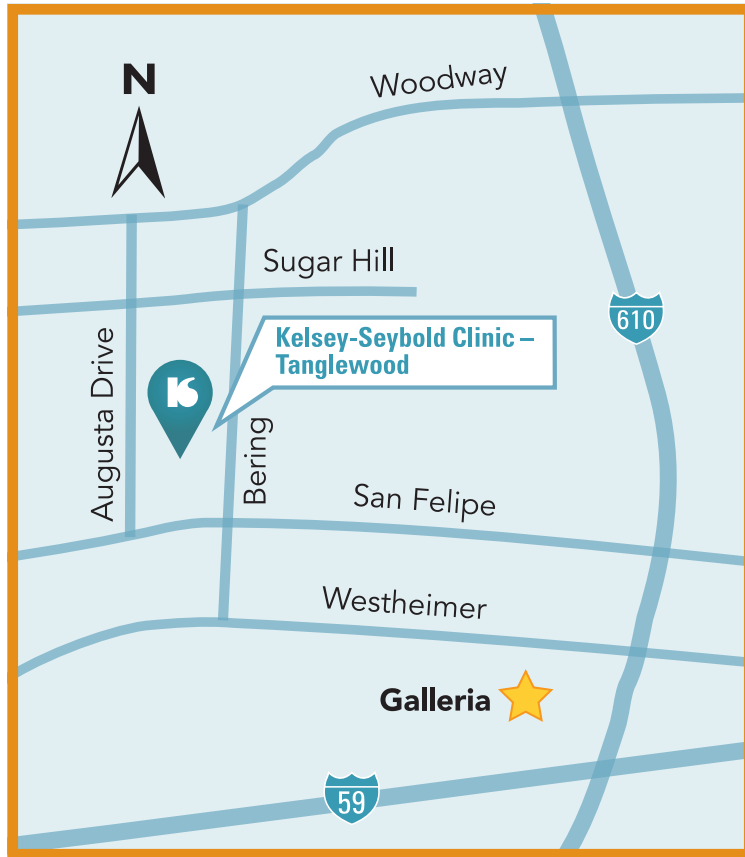 N
Woodway
Sugar Hill
610
Kelsey-Seybold Clinic –
Tanglewood
K
Augusta Drive
Bering
San Felipe
Westheimer
Galleria
59